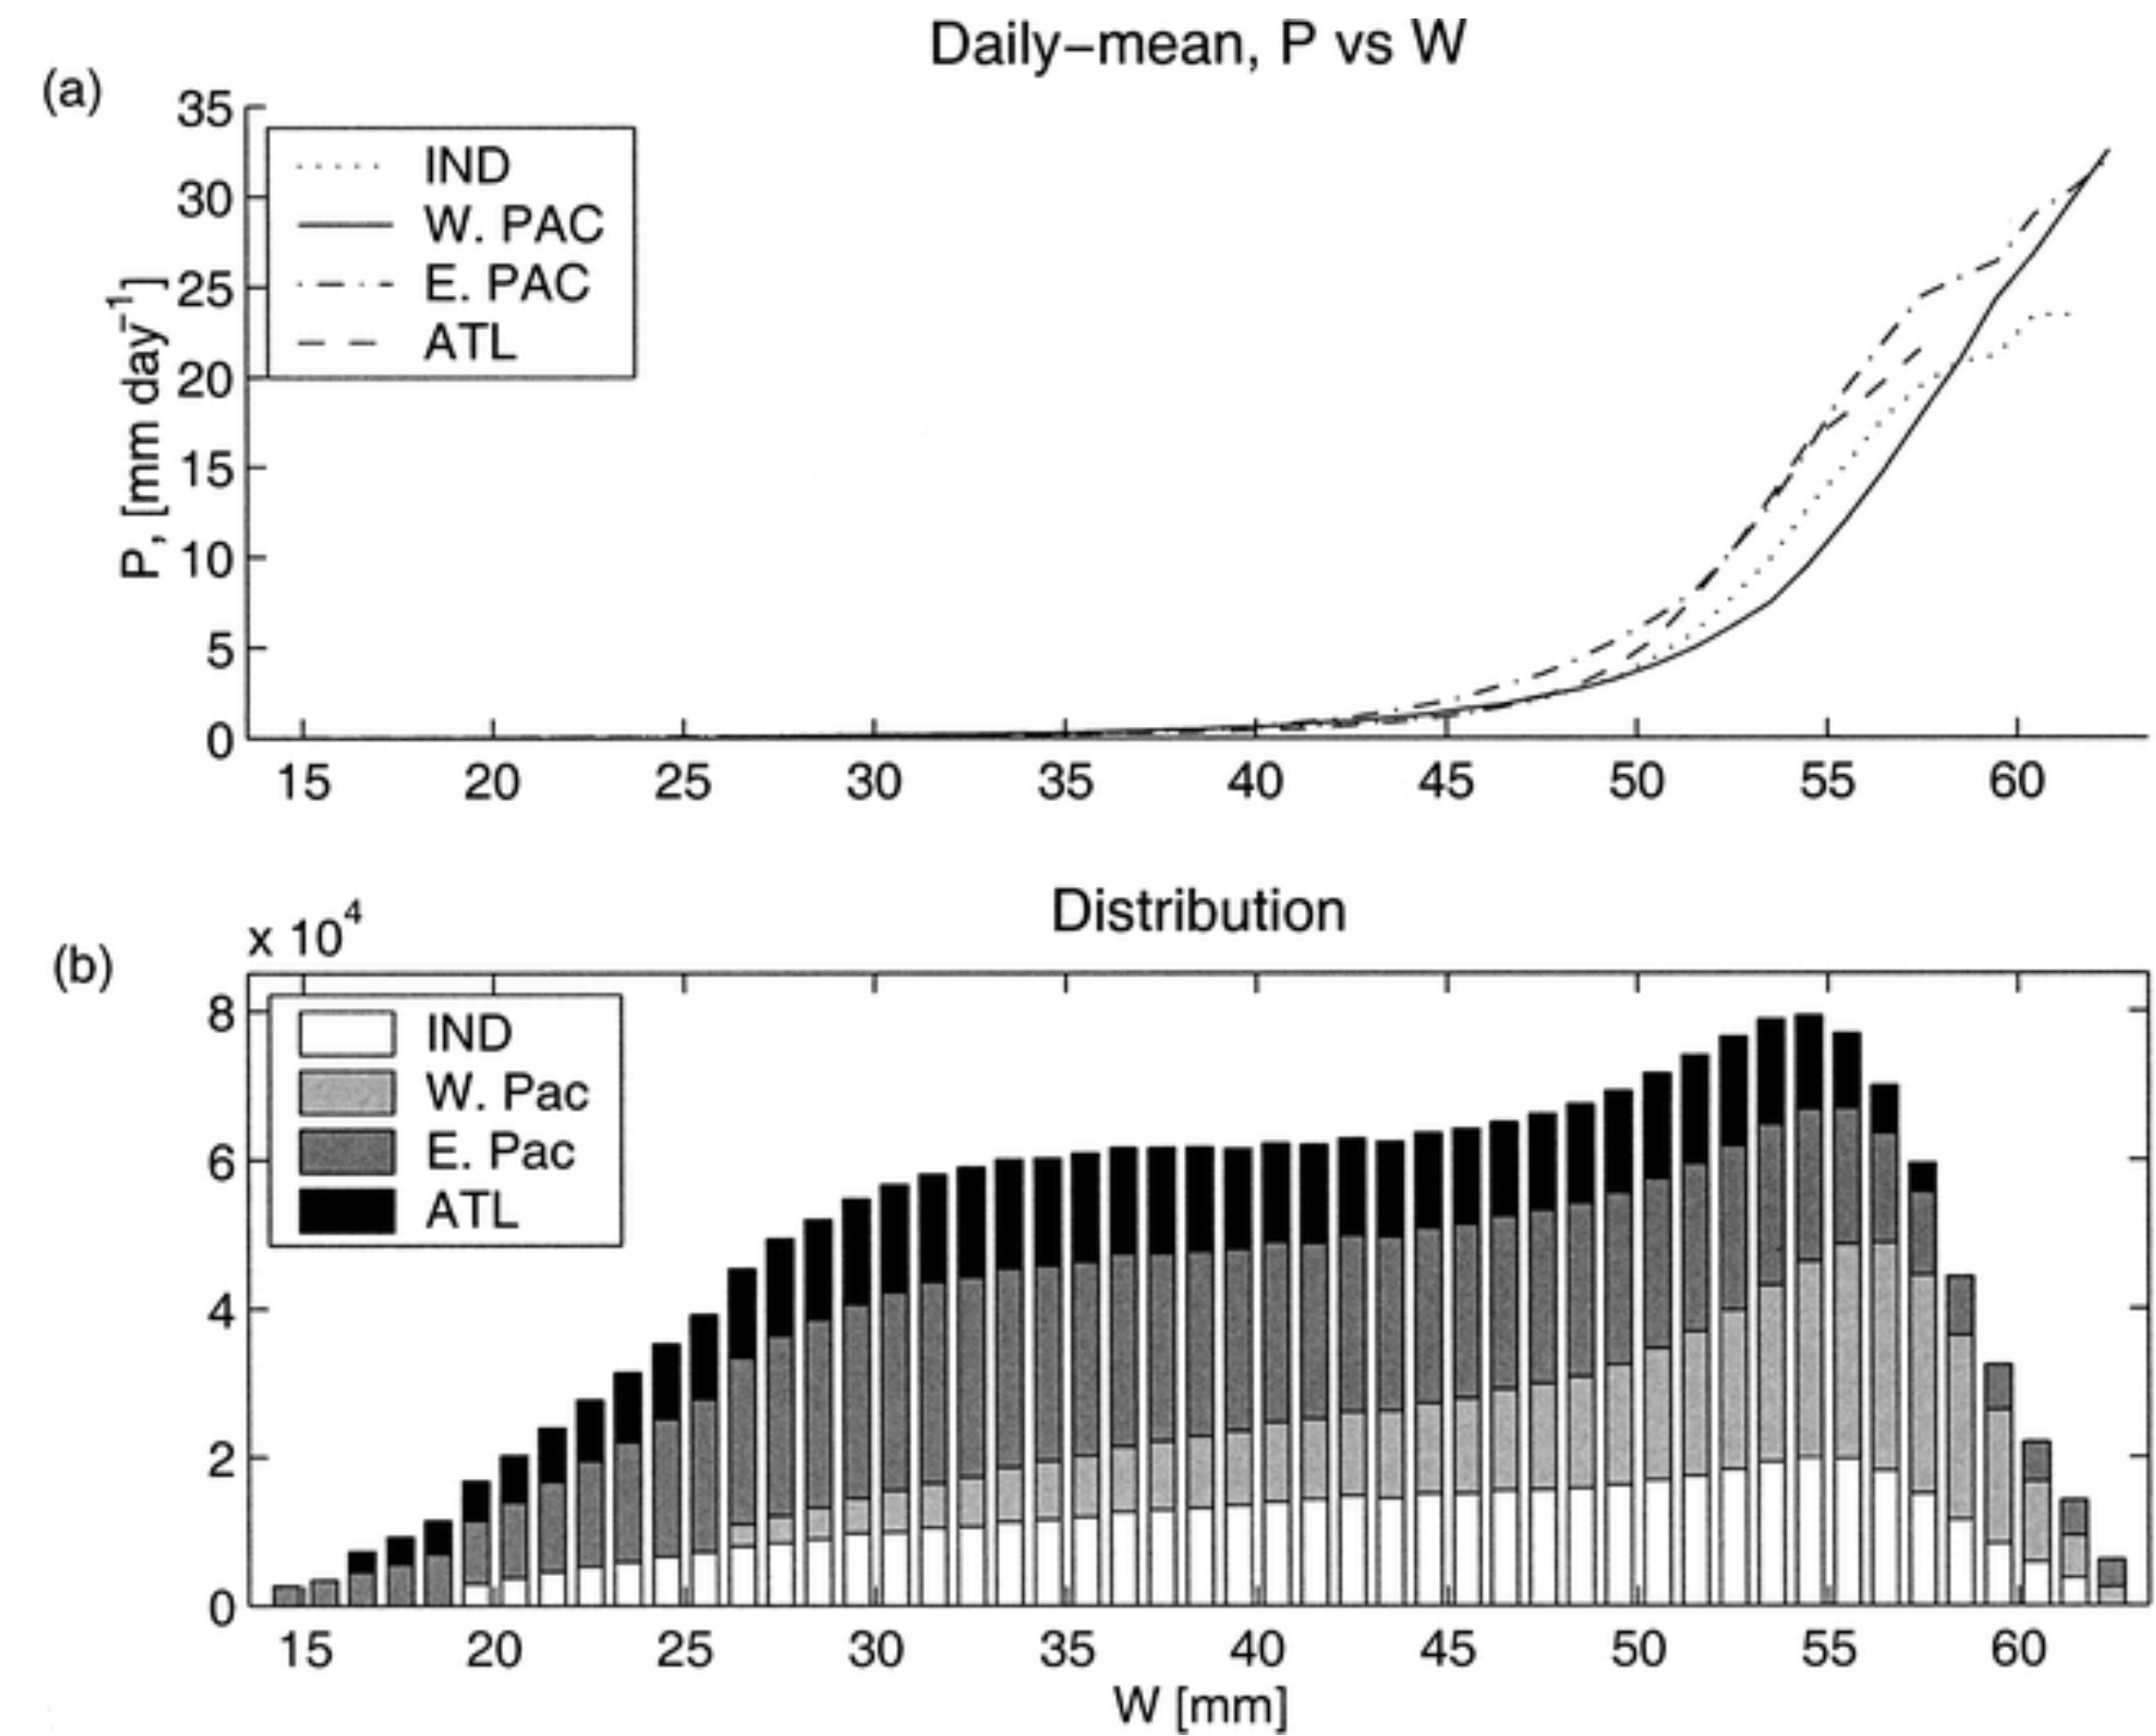 Daily−mean, P vs W
(a)
35
30
25
20
15
10
5
0
P, [mm day⁻¹]
IND
W. PAC
E. PAC
ATL
15 20 25 30 35 40 45 50 55 60
Distribution
(b)
x 10⁴
8
6
4
2
0
IND
W. Pac
E. Pac
ATL
15 20 25 30 35 40 45 50 55 60
W [mm]